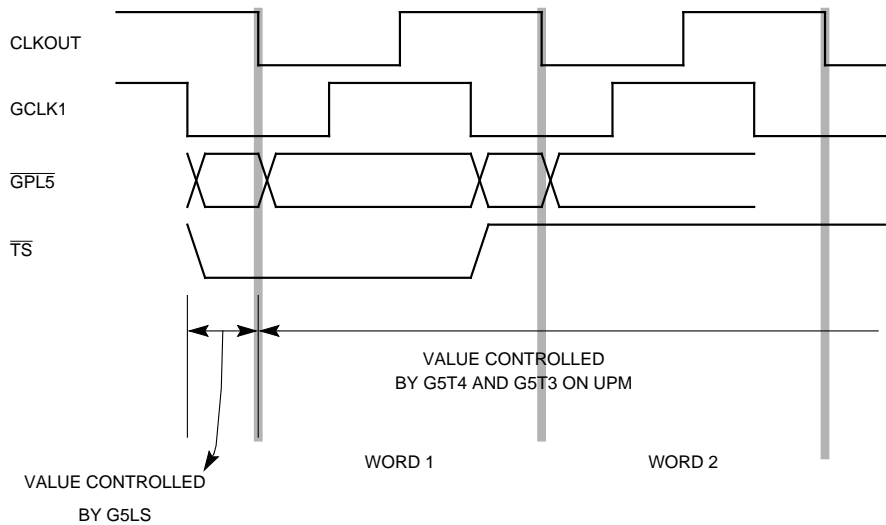 CLKOUT
GCLK1
GPL5
TS
VALUE CONTROLLED
BY G5T4 AND G5T3 ON UPM
WORD 1
WORD 2
VALUE CONTROLLED
BY G5LS